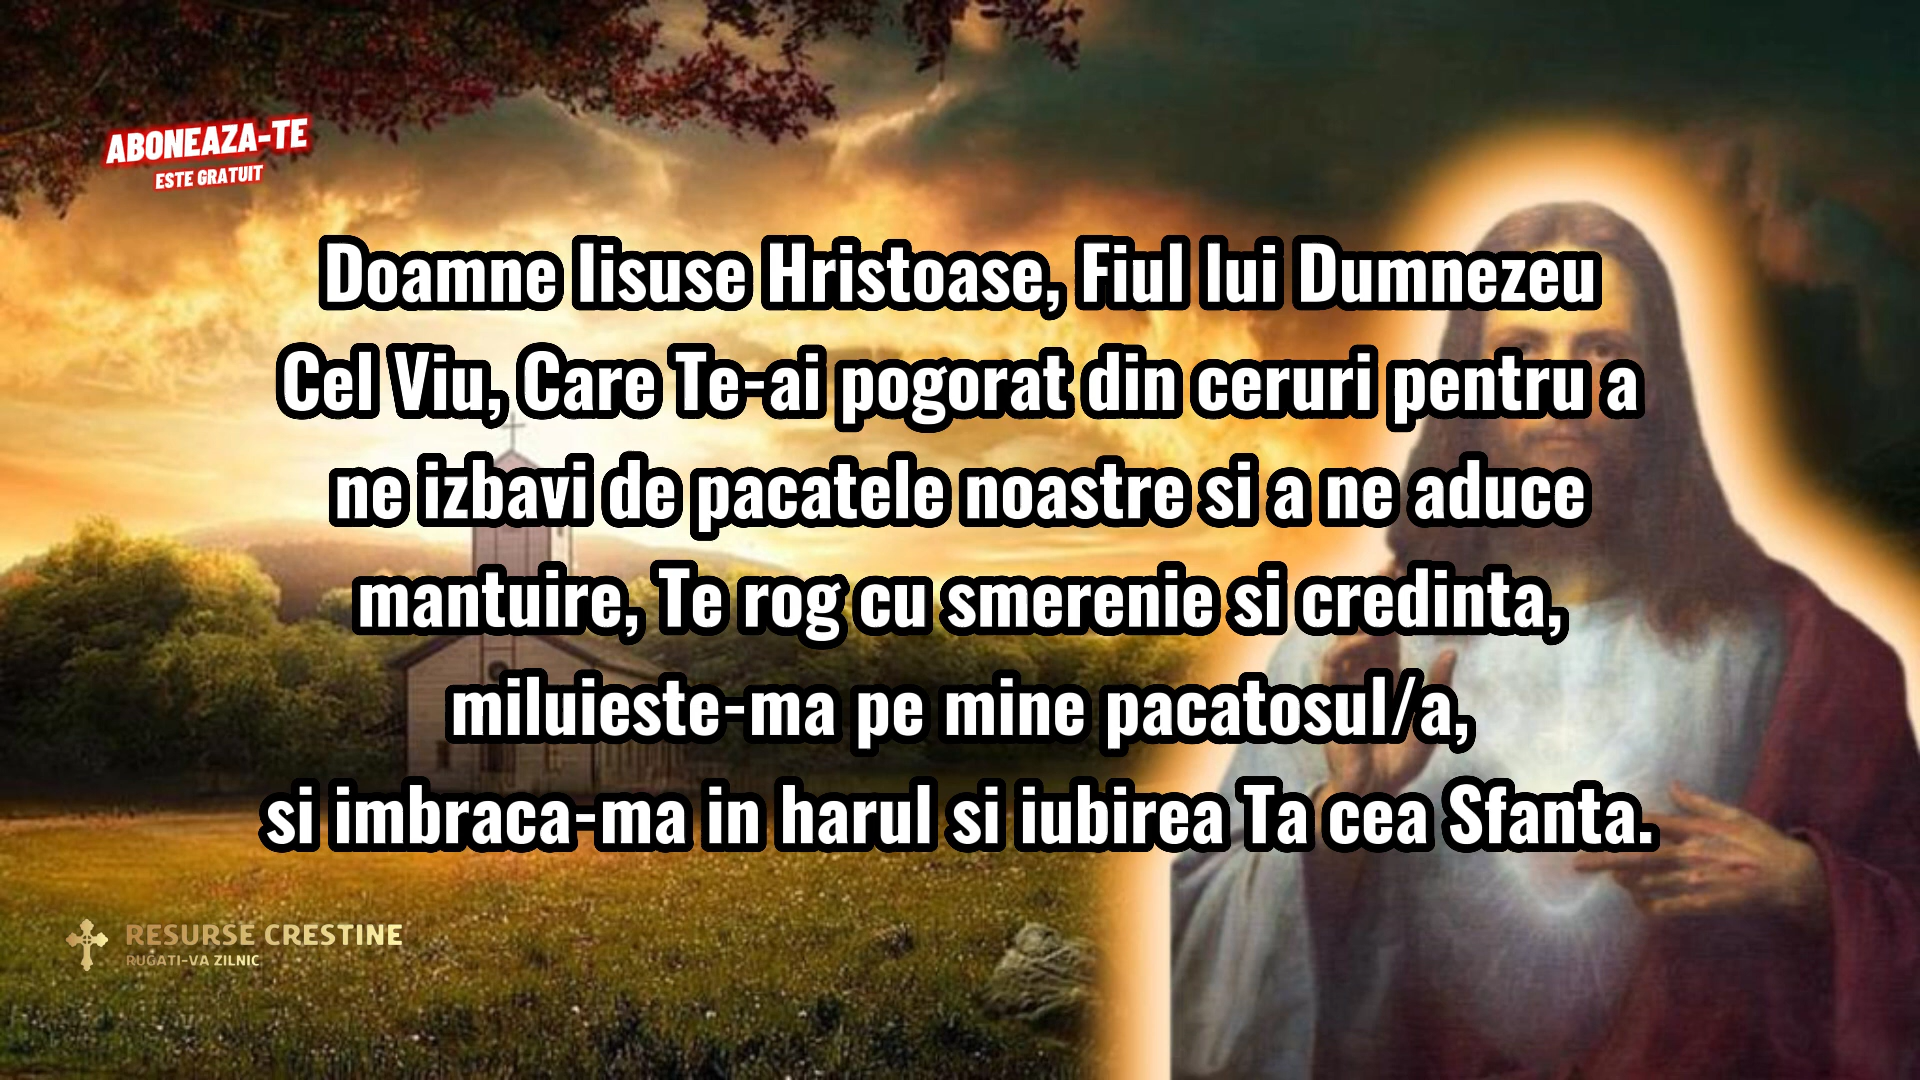 ABONEAZA-TE
ESTE GRATUIT
Doamne Iisuse Hristoase, Fiul lui Dumnezeu
Cel Viu, Care Te-ai pogorat din ceruri pentru a
ne izbavi de pacatele noastre si a ne aduce
mantuire, Te rog cu smerenie si credinta,
miluieste-ma pe mine pacatosul/a,
si imbraca-ma in harul si iubirea Ta cea Sfanta.
RESURSE CRESTINE
RUGATI-VA ZILNIC